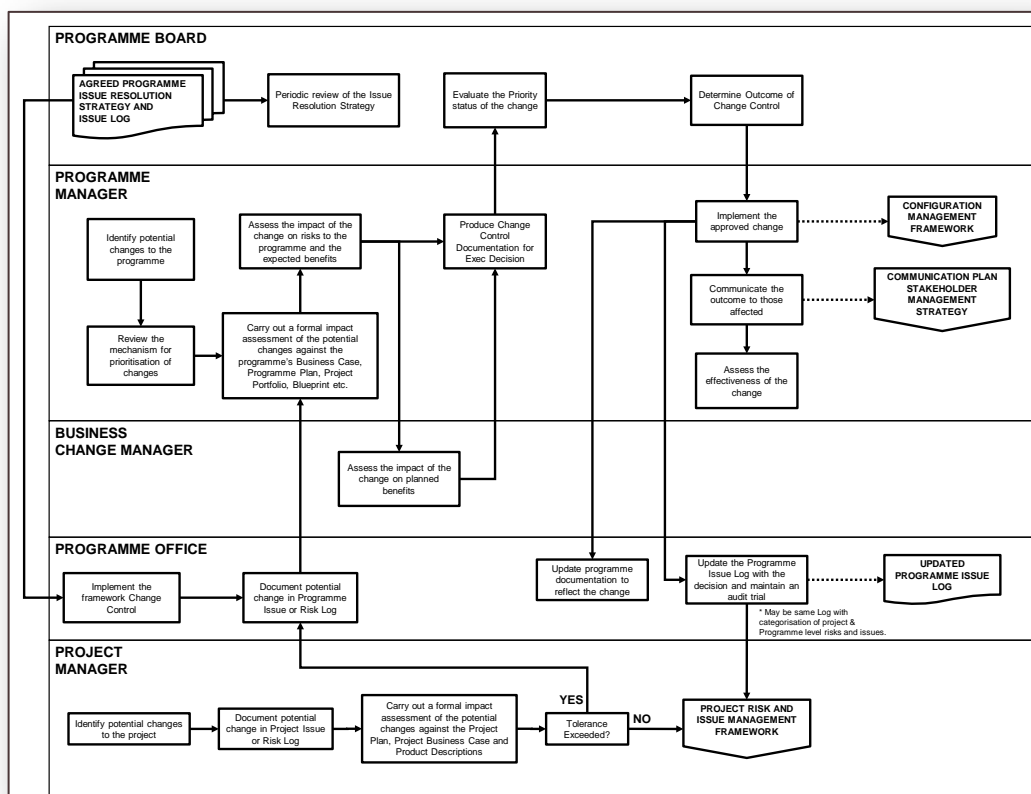 PROGRAMME BOARD
AGREED PROGRAMME
ISSUE RESOLUTION
STRATEGY AND
ISSUE LOG
Periodic review of the Issue
Resolution Strategy
Evaluate the Priority
status of the change
Determine Outcome of
Change Control
PROGRAMME
MANAGER
Identify potential
changes to the
programme
Assess the impact of the
change on risks to the
programme and the
expected benefits
Produce Change
Control
Documentation for
Exec Decision
Implement the
approved change
CONFIGURATION
MANAGEMENT
FRAMEWORK
Review the
mechanism for
prioritisation of
changes
Carry out a formal impact
assessment of the potential
changes against the
programme's Business Case,
Programme Plan, Project
Portfolio, Blueprint etc.
Communicate the
outcome to those
affected
COMMUNICATION PLAN
STAKEHOLDER
MANAGEMENT
STRATEGY
Assess the
effectiveness of the
change
BUSINESS
CHANGE MANAGER
Assess the impact of the
change on planned
benefits
PROGRAMME OFFICE
Implement the
framework Change
Control
Document potential
change in Programme
Issue or Risk Log
Update programme
documentation to
reflect the change
Update the Programme
Issue Log with the
decision and maintain an
audit trial
UPDATED
PROGRAMME ISSUE
LOG
* May be same Log with
categorisation of project &
Programme level risks and issues.
PROJECT
MANAGER
Identify potential changes
to the project
Document potential
change in Project Issue
or Risk Log
Carry out a formal impact
assessment of the potential
changes against the Project
Plan, Project Business Case and
Product Descriptions
YES
Tolerance
Exceeded?
NO
PROJECT RISK AND
ISSUE MANAGEMENT
FRAMEWORK